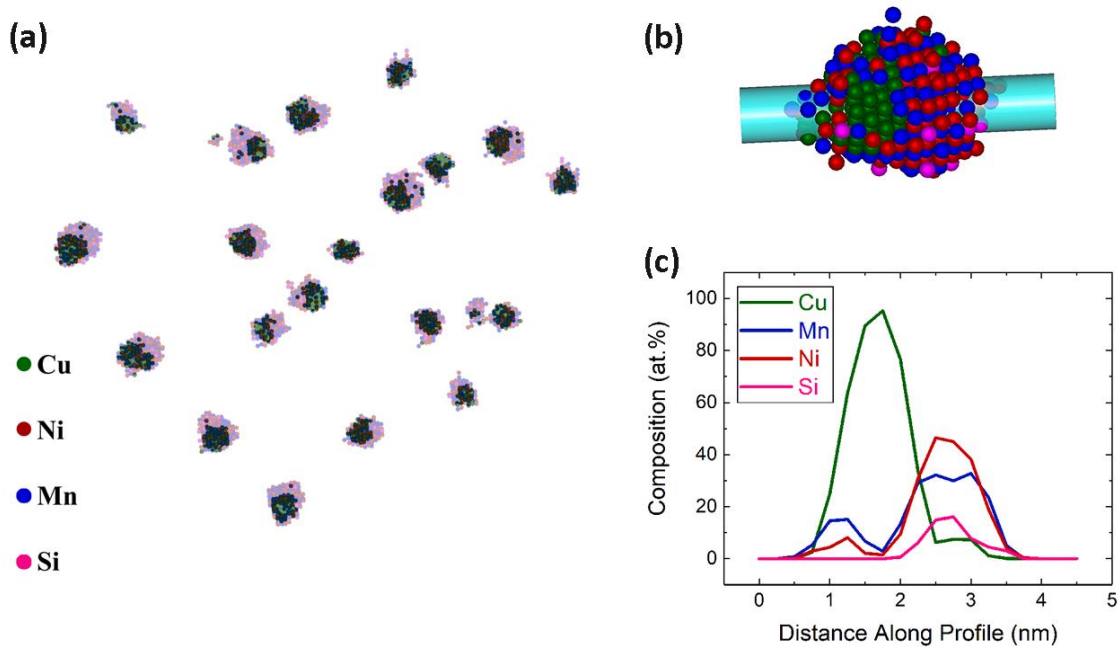 (a)
Cu
Ni
Mn
Si
(b)
(c)
Cu
Mn
Ni
Si
Composition (at.%)
100
80
60
40
20
0
0 1 2 3 4 5
Distance Along Profile (nm)